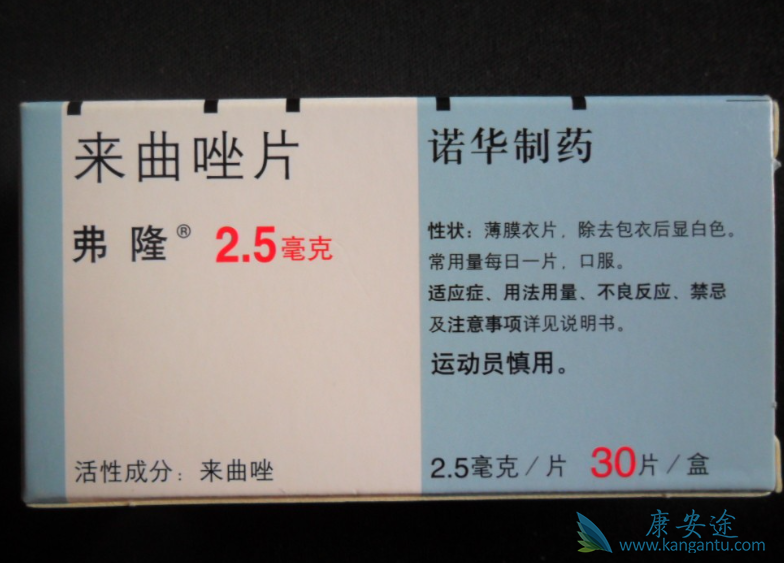 来曲唑片
弗隆® 2.5毫克
活性成分：来曲唑
诺华制药
性状：薄膜衣片，除去包衣后显白色。
常用量每日一片，口服。
适应症、用法用量、不良反应、禁忌
及注意事项详见说明书。
运动员慎用。
2.5毫克/片 30片/盒
康安途
www.kangantu.com